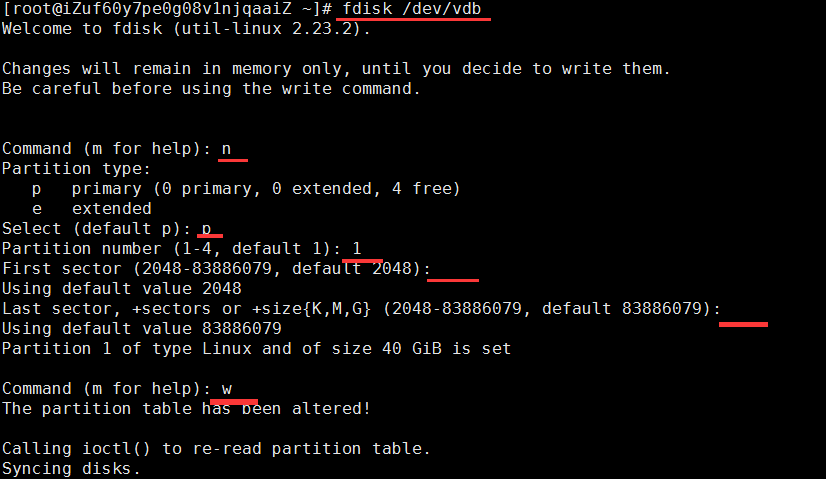 [root@iZuf60y7pe0g08v1njqaaiZ ~]# fdisk /dev/vdb
Welcome to fdisk (util-linux 2.23.2).
Changes will remain in memory only, until you decide to write them.
Be careful before using the write command.
Command (m for help): n
Partition type:
   p   primary (0 primary, 0 extended, 4 free)
   e   extended
Select (default p): p
Partition number (1-4, default 1): 1
First sector (2048-83886079, default 2048):
Using default value 2048
Last sector, +sectors or +size{K,M,G} (2048-83886079, default 83886079):
Using default value 83886079
Partition 1 of type Linux and of size 40 GiB is set
Command (m for help): w
The partition table has been altered!
Calling ioctl() to re-read partition table.
Syncing disks.